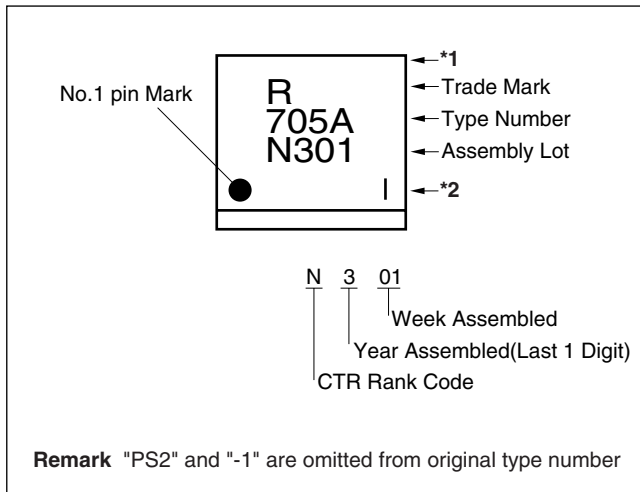 *1
No.1 pin Mark
R
Trade Mark
705A
Type Number
N301
Assembly Lot
*2
N 3 01
Week Assembled
Year Assembled(Last 1 Digit)
CTR Rank Code
Remark "PS2" and "-1" are omitted from original type number